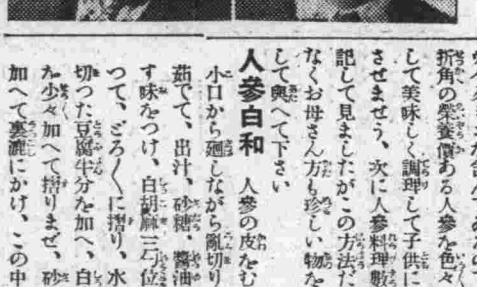 折角の榮養價ある人參を色々
して美味しく調理して子供に
させませう、次に人參料理數
記して見ましたがこの方法だ
なくお母さん方も珍しい物を
して與へて下さい
人參白和　人參の皮をむ
小口から廻しながら亂切り
茹でて、出汁、砂糖、醬油
す味をつけ、白胡麻三勺位
つて、どろ〱に摺り、水
切つた豆腐半分を加へ、白
少々加へて摺りまぜ、砂
加へて裏漉にかけ、この中